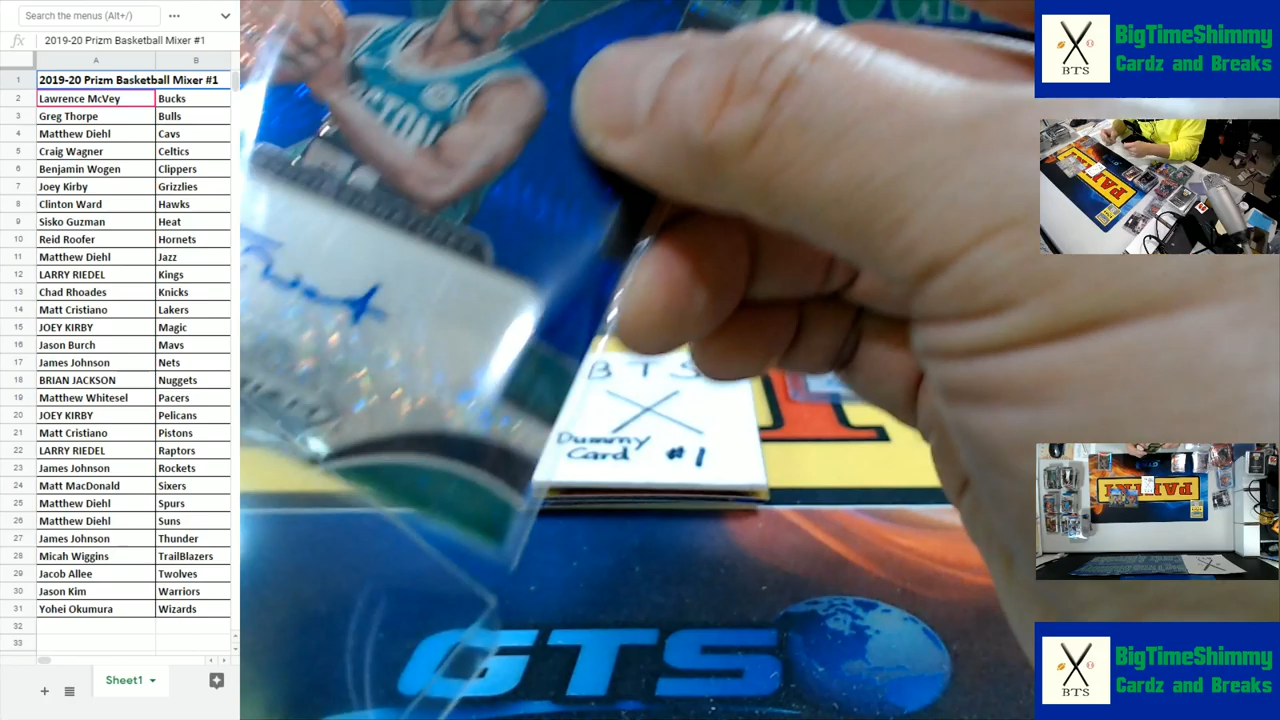 Search the menus (Alt+/)
fx 2019-20 Prizm Basketball Mixer #1
A B
1 2019-20 Prizm Basketball Mixer #1
2 Lawrence McVey Bucks
3 Greg Thorpe Bulls
4 Matthew Diehl Cavs
5 Craig Wagner Celtics
6 Benjamin Wogen Clippers
7 Joey Kirby Grizzlies
8 Clinton Ward Hawks
9 Sisko Guzman Heat
10 Reid Roofer Hornets
11 Matthew Diehl Jazz
12 LARRY RIEDEL Kings
13 Chad Rhoades Knicks
14 Matt Cristiano Lakers
15 JOEY KIRBY Magic
16 Jason Burch Mavs
17 James Johnson Nets
18 BRIAN JACKSON Nuggets
19 Matthew Whitesel Pacers
20 JOEY KIRBY Pelicans
21 Matt Cristiano Pistons
22 LARRY RIEDEL Raptors
23 James Johnson Rockets
24 Matt MacDonald Sixers
25 Matthew Diehl Spurs
26 Matthew Diehl Suns
27 James Johnson Thunder
28 Micah Wiggins TrailBlazers
29 Jacob Allee Twolves
30 Jason Kim Warriors
31 Yohei Okumura Wizards
32
33
Sheet1
BTS
Dummy
Card #1
GTS
BTS
BigTimeShimmy
Cardz and Breaks
PANINI
PANINI
BTS
BigTimeShimmy
Cardz and Breaks